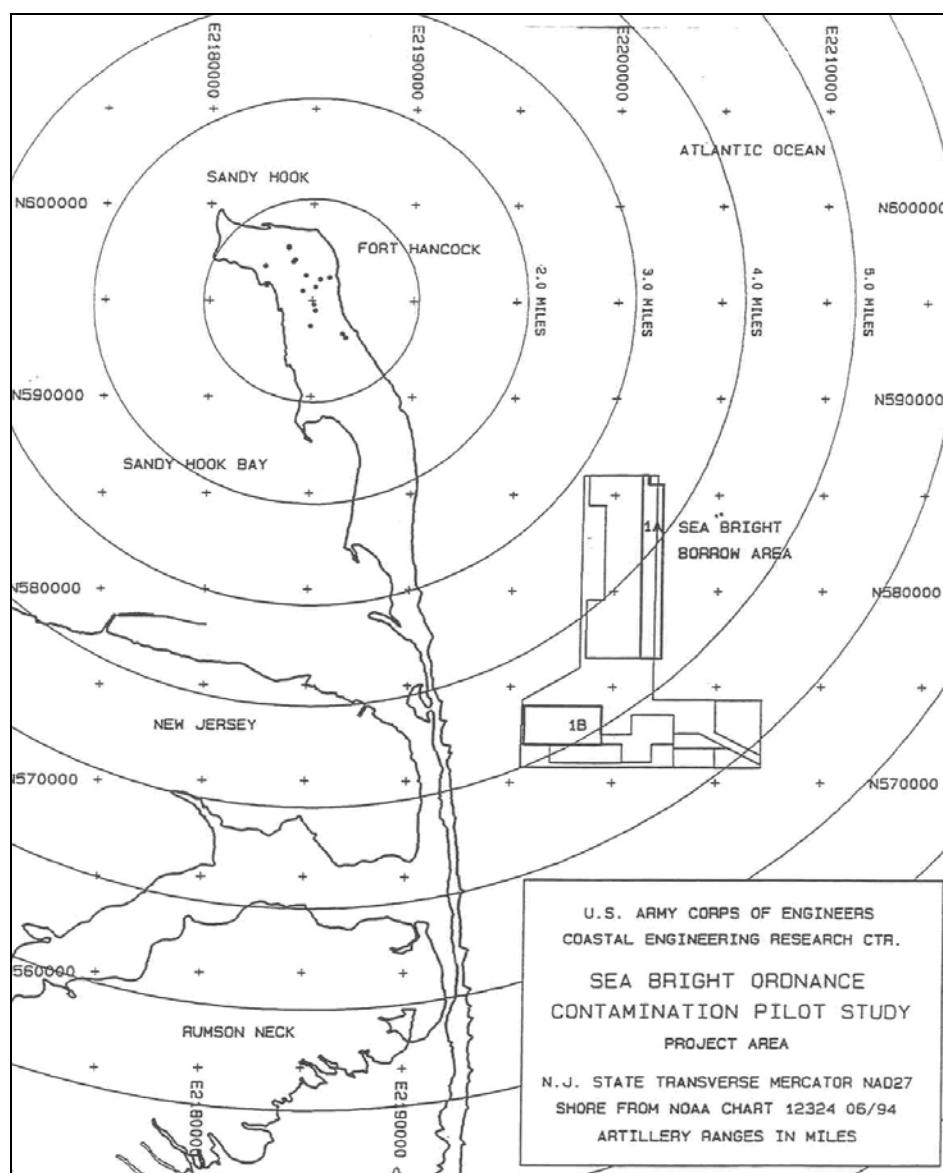 E2180000
E2190000
E2200000
E2210000
ATLANTIC OCEAN
SANDY HOOK
N600000
N600000
FORT HANCOCK
2.0 MILES
3.0 MILES
4.0 MILES
5.0 MILES
N590000
N590000
SANDY HOOK BAY
1A
SEA BRIGHT
BORROW AREA
N580000
N580000
NEW JERSEY
1B
N570000
N570000
560000
RUMSON NECK
E2180000
E2190000
U.S. ARMY CORPS OF ENGINEERS
COASTAL ENGINEERING RESEARCH CTR.
SEA BRIGHT ORDNANCE
CONTAMINATION PILOT STUDY
PROJECT AREA
N.J. STATE TRANSVERSE MERCATOR NAD27
SHORE FROM NOAA CHART 12324 06/94
ARTILLERY RANGES IN MILES